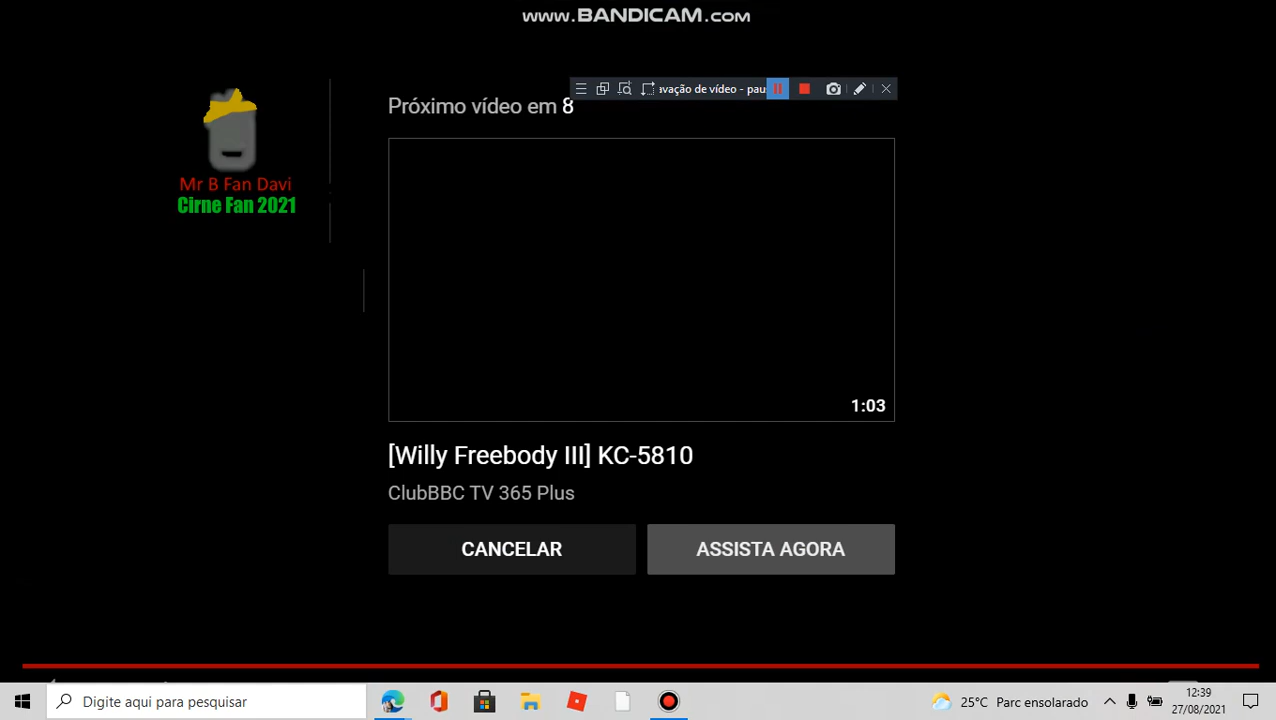 www.BANDICAM.com
avação de vídeo - paus
Próximo vídeo em 8
Mr B Fan Davi
Cirne Fan 2021
1:03
[Willy Freebody III] KC-5810
ClubBBC TV 365 Plus
CANCELAR
ASSISTA AGORA
Digite aqui para pesquisar
25°C Parc ensolarado
12:39
27/08/2021